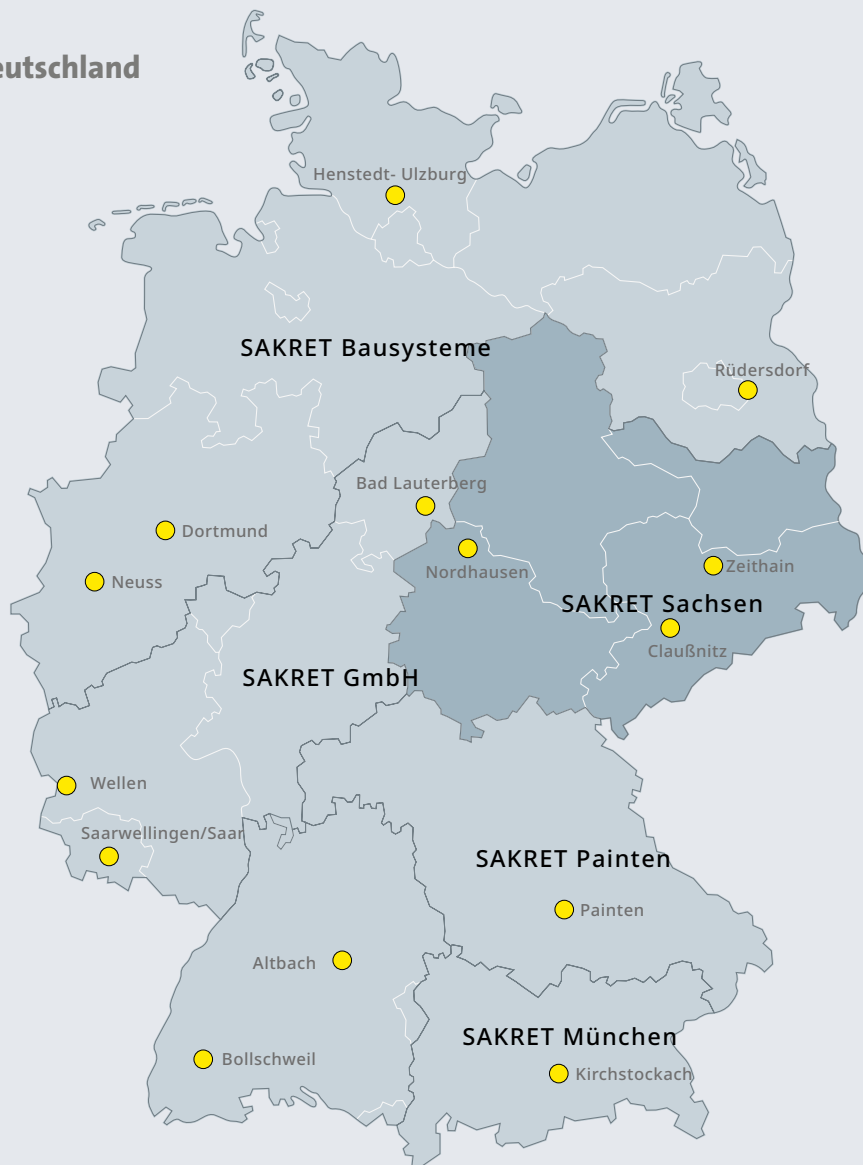 eutschland
Henstedt- Ulzburg
SAKRET Bausysteme
Rüdersdorf
Bad Lauterberg
Dortmund
Zeithain
Nordhausen
Neuss
SAKRET Sachsen
Claußnitz
SAKRET GmbH
Wellen
Saarwellingen/Saar
SAKRET Painten
Painten
Altbach
SAKRET München
Bollschweil
Kirchstockach